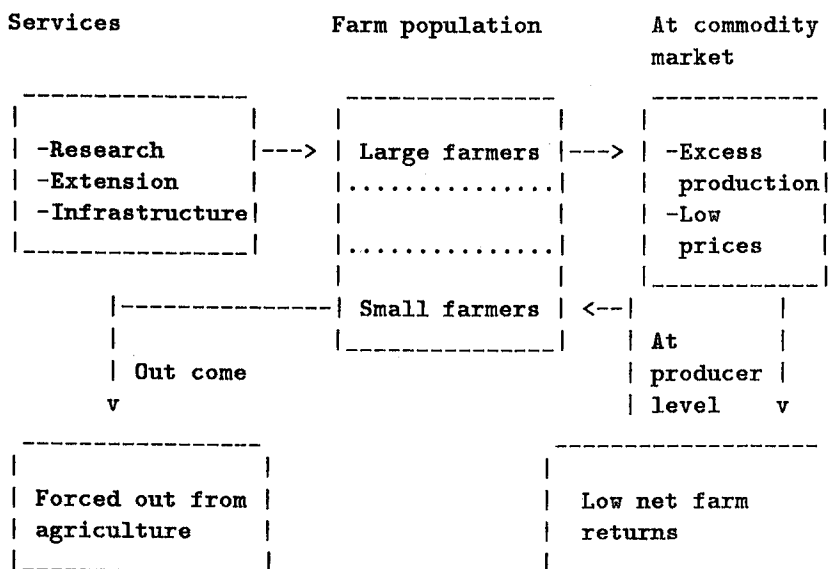 Services Farm population At commodity
market
-Research Large farmers -Excess
-Extension production
-Infrastructure -Low
prices
Small farmers
At
Out come producer
level
Forced out from Low net farm
agriculture returns